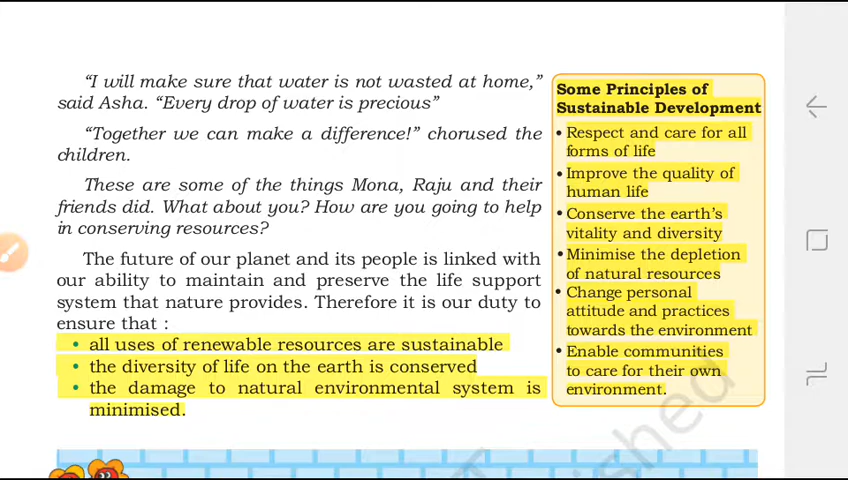 “I will make sure that water is not wasted at home,”
said Asha. “Every drop of water is precious”
“Together we can make a difference!” chorused the
children.
These are some of the things Mona, Raju and their
friends did. What about you? How are you going to help
in conserving resources?
The future of our planet and its people is linked with
our ability to maintain and preserve the life support
system that nature provides. Therefore it is our duty to
ensure that :
• all uses of renewable resources are sustainable
• the diversity of life on the earth is conserved
• the damage to natural environmental system is
minimised.
Some Principles of
Sustainable Development
• Respect and care for all
forms of life
• Improve the quality of
human life
• Conserve the earth’s
vitality and diversity
• Minimise the depletion
of natural resources
• Change personal
attitude and practices
towards the environment
• Enable communities
to care for their own
environment.